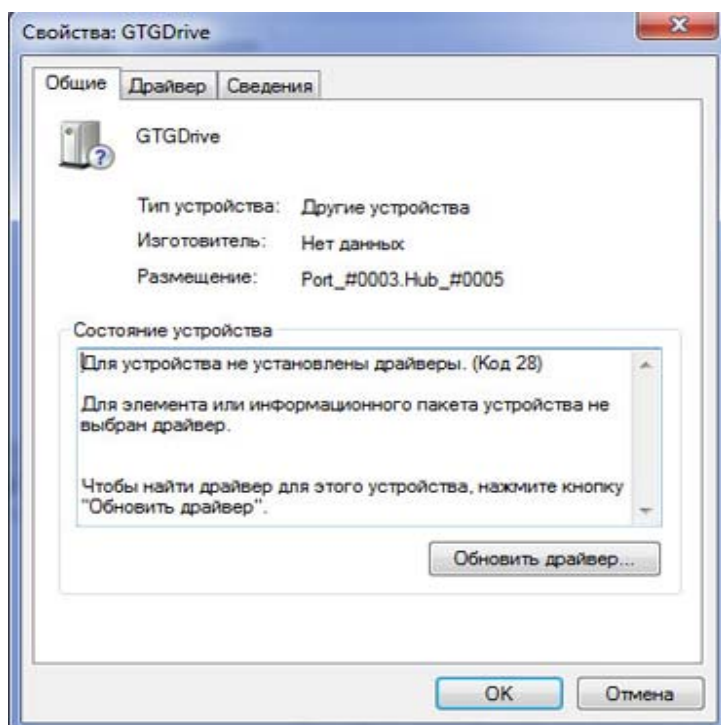 Свойства: GTGDrive
Общие Драйвер Сведения
GTGDrive
Тип устройства: Другие устройства
Изготовитель: Нет данных
Размещение: Port_#0003.Hub_#0005
Состояние устройства
Для устройства не установлены драйверы. (Код 28)
Для элемента или информационного пакета устройства не
выбран драйвер.
Чтобы найти драйвер для этого устройства, нажмите кнопку
"Обновить драйвер".
Обновить драйвер...
OK Отмена